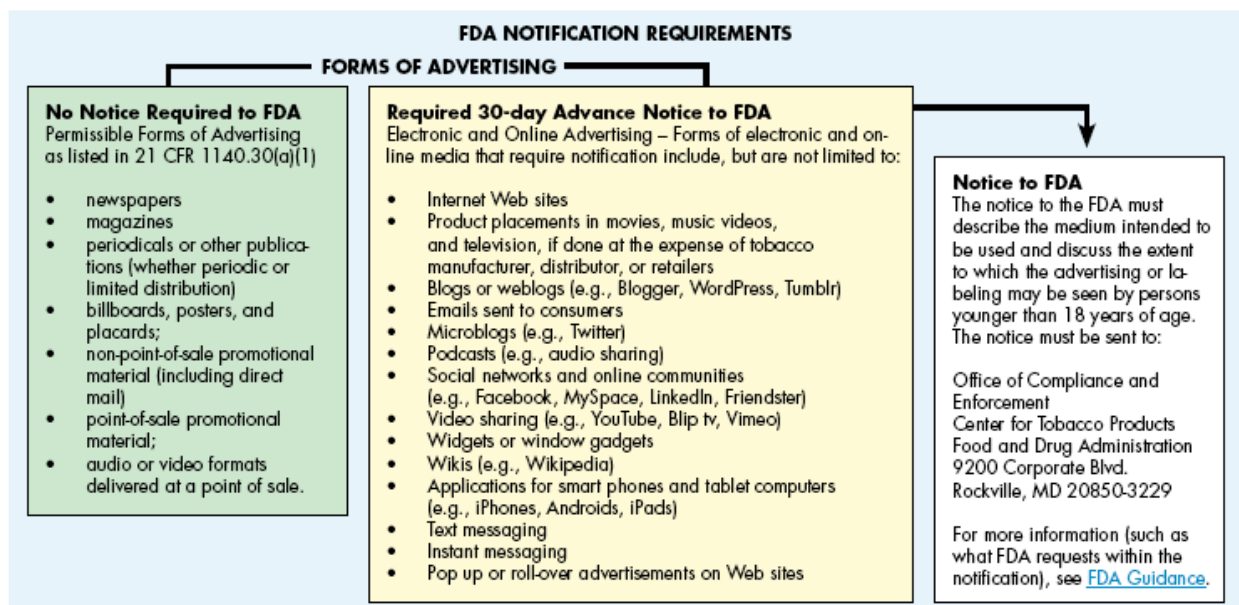 FDA NOTIFICATION REQUIREMENTS
FORMS OF ADVERTISING
No Notice Required to FDA
Permissible Forms of Advertising
as listed in 21 CFR 1140.30(a)(1)
• newspapers
• magazines
• periodicals or other publica-
tions (whether periodic or
limited distribution)
• billboards, posters, and
placards;
• non-point-of-sale promotional
material (including direct
mail)
• point-of-sale promotional
material;
• audio or video formats
delivered at a point of sale.
Required 30-day Advance Notice to FDA
Electronic and Online Advertising – Forms of electronic and on-
line media that require notification include, but are not limited to:
• Internet Web sites
• Product placements in movies, music videos,
and television, if done at the expense of tobacco
manufacturer, distributor, or retailers
• Blogs or weblogs (e.g., Blogger, WordPress, Tumblr)
• Emails sent to consumers
• Microblogs (e.g., Twitter)
• Podcasts (e.g., audio sharing)
• Social networks and online communities
(e.g., Facebook, MySpace, LinkedIn, Friendster)
• Video sharing (e.g., YouTube, Blip tv, Vimeo)
• Widgets or window gadgets
• Wikis (e.g., Wikipedia)
• Applications for smart phones and tablet computers
(e.g., iPhones, Androids, iPads)
• Text messaging
• Instant messaging
• Pop up or roll-over advertisements on Web sites
Notice to FDA
The notice to the FDA must
describe the medium intended to
be used and discuss the extent
to which the advertising or la-
beling may be seen by persons
younger than 18 years of age.
The notice must be sent to:
Office of Compliance and
Enforcement
Center for Tobacco Products
Food and Drug Administration
9200 Corporate Blvd.
Rockville, MD 20850-3229
For more information (such as
what FDA requests within the
notification), see FDA Guidance.